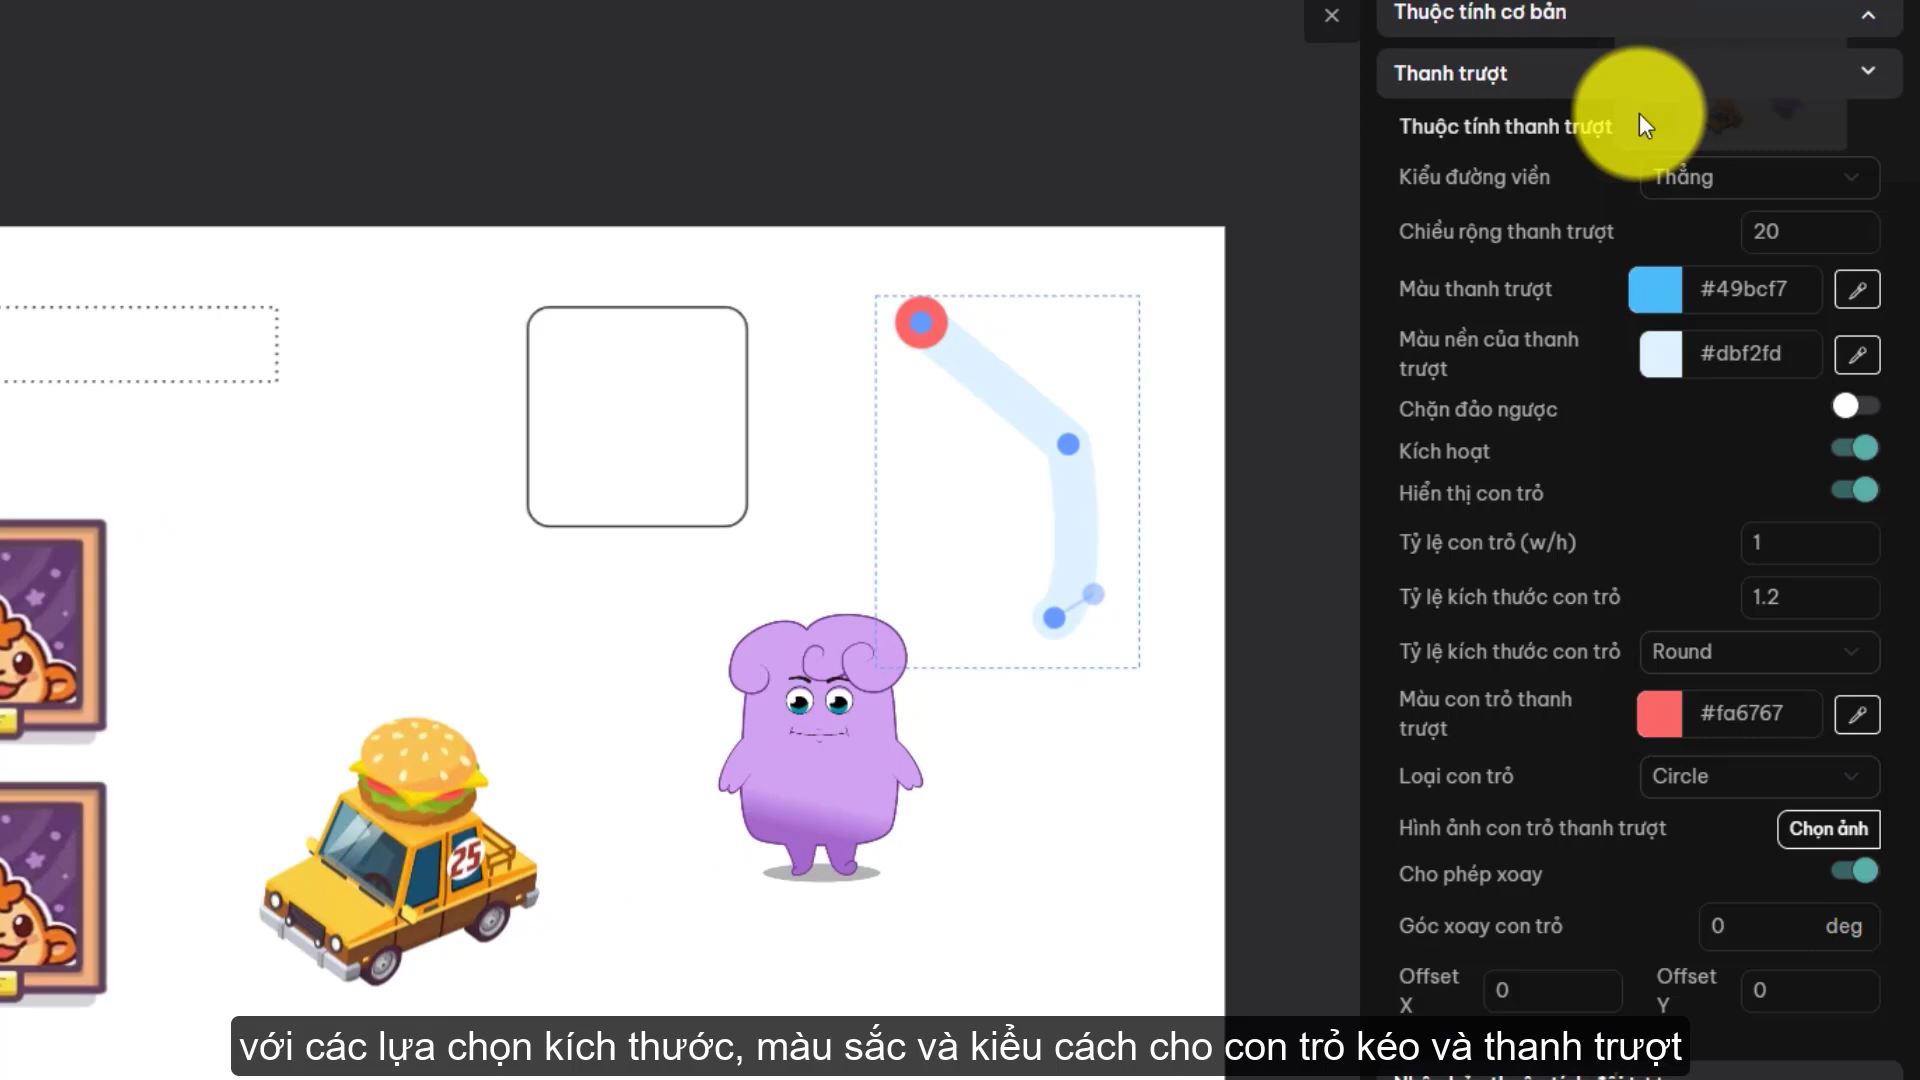 Thuộc tính cơ bản
Thanh trượt
Thuộc tính thanh trượt
Kiểu đường viền
Thẳng
Chiều rộng thanh trượt
20
Màu thanh trượt
#49bcf7
Màu nền của thanh
trượt
#dbf2fd
Chặn đảo ngược
Kích hoạt
Hiển thị con trỏ
Tỷ lệ con trỏ (w/h)
1
Tỷ lệ kích thước con trỏ
1.2
Tỷ lệ kích thước con trỏ
Round
Màu con trỏ thanh
trượt
#fa6767
Loại con trỏ
Circle
Hình ảnh con trỏ thanh trượt
Chọn ảnh
Cho phép xoay
Góc xoay con trỏ
0 deg
Offset
X
0
Offset
Y
0
25
với các lựa chọn kích thước, màu sắc và kiểu cách cho con trỏ kéo và thanh trượt